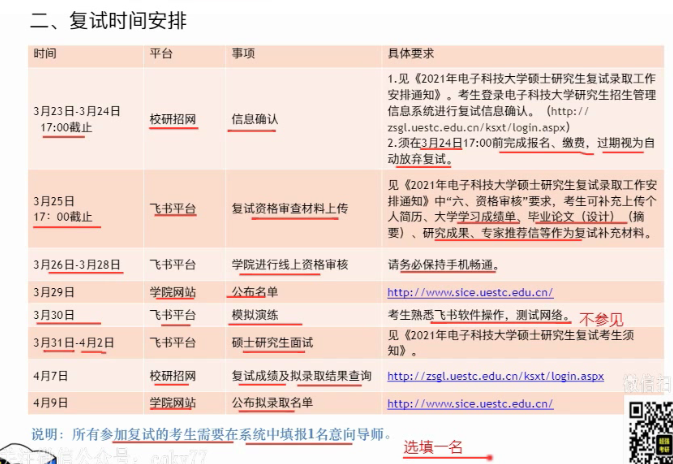 二、复试时间安排
时间 平台 事项 具体要求
3月23日-3月24日
17:00截止
校研招网
信息确认
1.见《2021年电子科技大学硕士研究生复试录取工作
安排通知》。考生登录电子科技大学研究生招生管理
信息系统进行复试信息确认。（http://
zsgl.uestc.edu.cn/ksxt/login.aspx）
2.须在3月24日17:00前完成报名、缴费，过期视为自
动放弃复试。
3月25日
17：00截止
飞书平台
复试资格审查材料上传
见《2021年电子科技大学硕士研究生复试录取工作安
排通知》中“六、资格审核”要求，考生可补充上传个
人简历、大学学习成绩单。毕业论文（设计）（摘
要）、研究成果、专家推荐信等作为复试补充材料。
3月26日-3月28日 飞书平台 学院进行线上资格审核 请务必保持手机畅通。
3月29日 学院网站 公布名单 http://www.sice.uestc.edu.cn/
3月30日 飞书平台 模拟演练 考生熟悉飞书软件操作，测试网络。
不参见
3月31日-4月2日 飞书平台 硕士研究生面试 见《2021年电子科技大学硕士研究生复试考生须
知》。
4月7日 校研招网 复试成绩及拟录取结果查询 http://zsgl.uestc.edu.cn/ksxt/login.aspx
4月9日 学院网站 公布拟录取名单 http://www.sice.uestc.edu.cn/
微信扫
说明：所有参加复试的考生需要在系统中填报1名意向导师。
选填一名